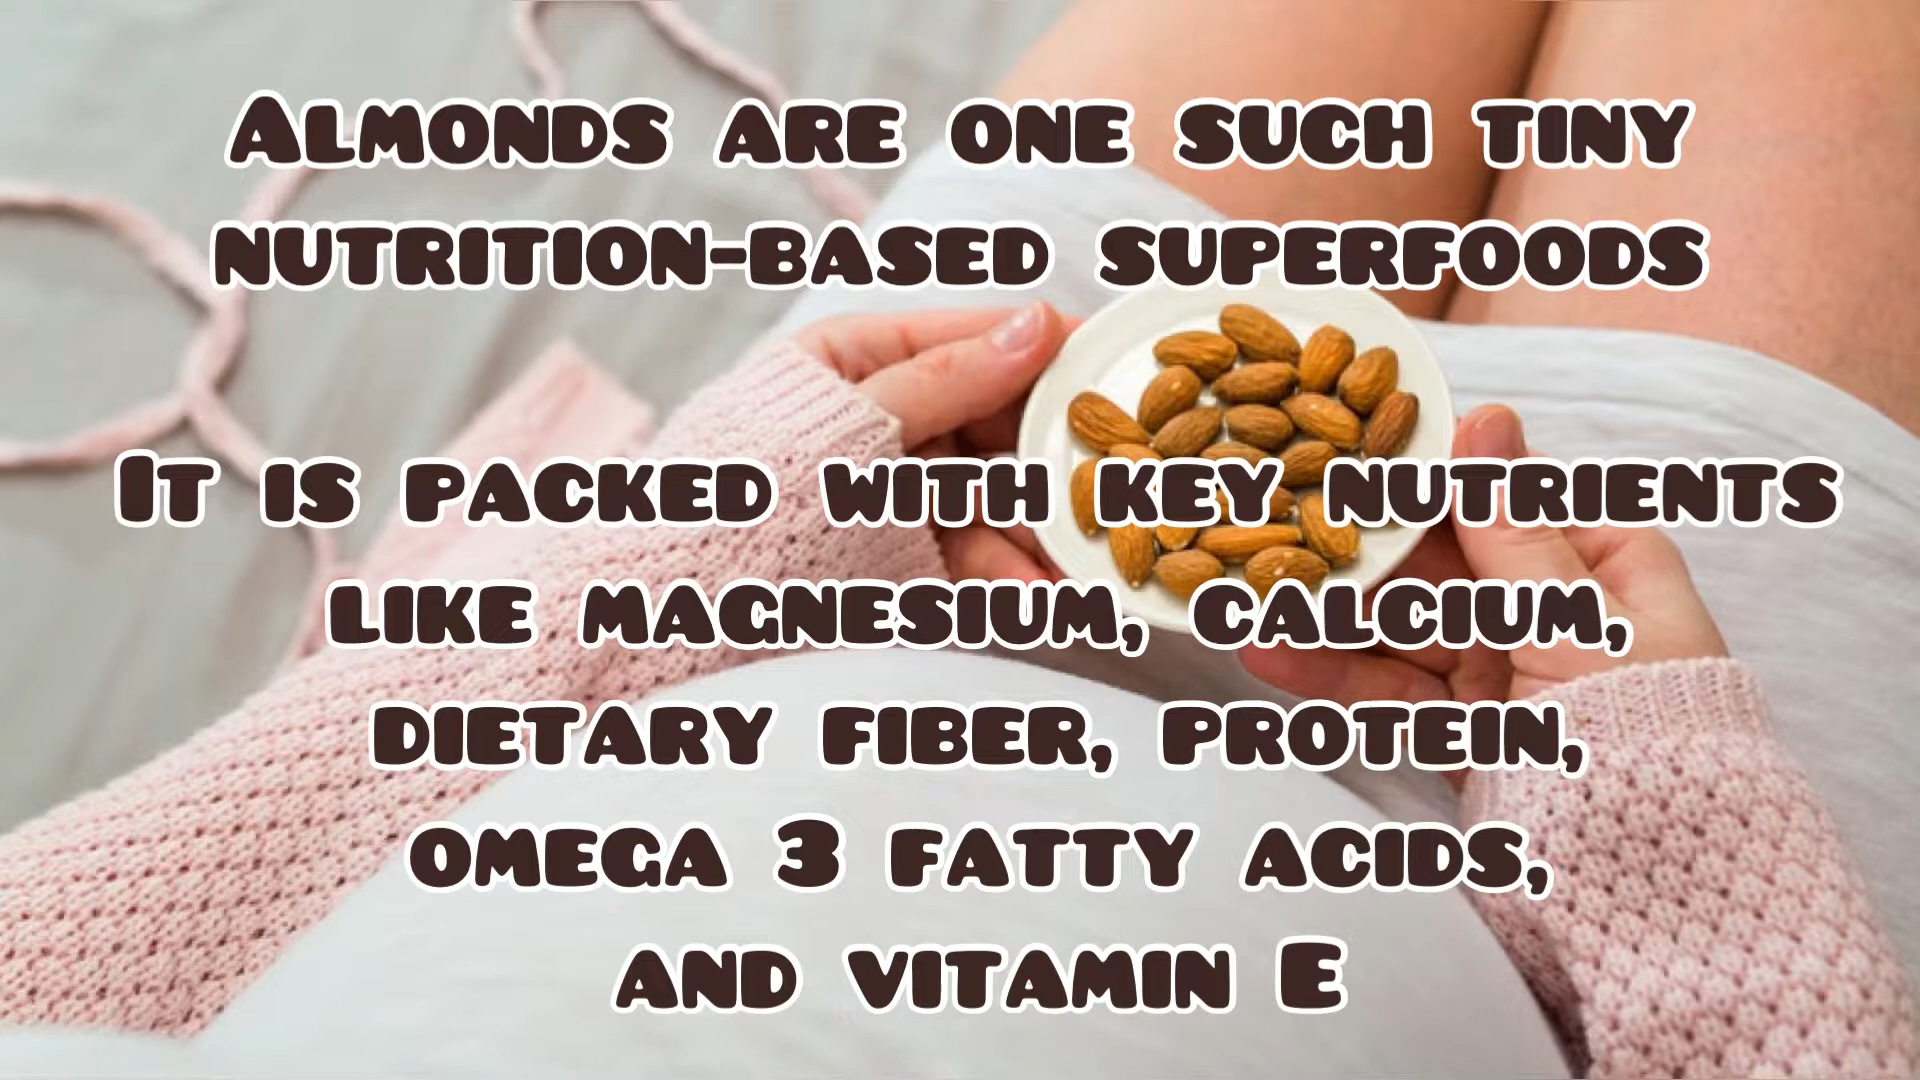 Almonds are one such tiny
nutrition-based superfoods
It is packed with key nutrients
like magnesium, calcium,
dietary fiber, protein,
omega 3 fatty acids,
and vitamin E